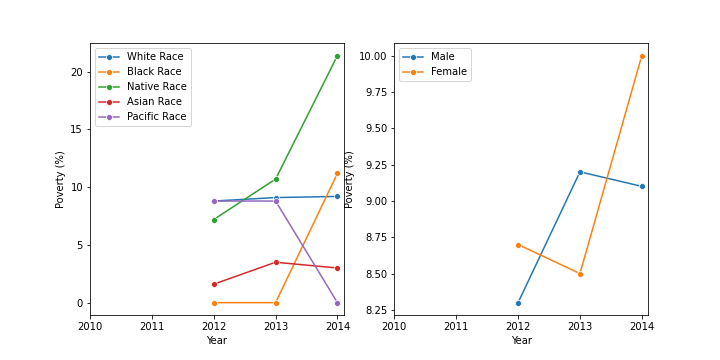 White Race
Black Race
Native Race
Asian Race
Pacific Race
Poverty (%)
20
15
10
5
0
2010 2011 2012 2013 2014
Year
Male
Female
Poverty (%)
10.00
9.75
9.50
9.25
9.00
8.75
8.50
8.25
2010 2011 2012 2013 2014
Year